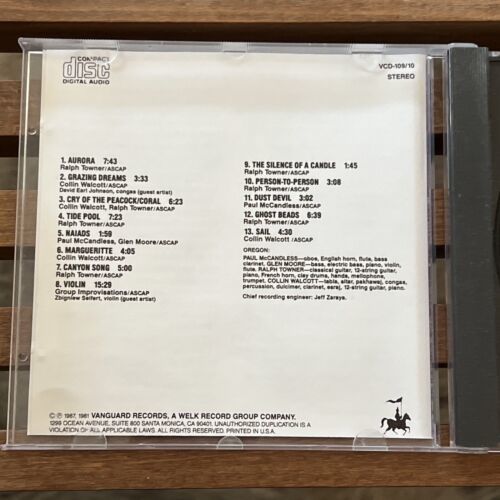 COMPACT
disc
DIGITAL AUDIO
VCD-109/10
STEREO
1. AURORA 7:43
Ralph Towner/ASCAP
2. GRAZING DREAMS 3:33
Collin Walcott/ASCAP
David Earl Johnson, congas (guest artist)
3. CRY OF THE PEACOCK/CORAL 6:23
Collin Walcott, Ralph Towner/ASCAP
4. TIDE POOL 7:23
Ralph Towner/ASCAP
5. NAIADS 1:59
Paul McCandless, Glen Moore/ASCAP
6. MARGUERITTE 4:05
Collin Walcott/ASCAP
7. CANYON SONG 5:00
Ralph Towner/ASCAP
8. VIOLIN 15:29
Group Improvisations/ASCAP
Zbigniew Seifert, violin (guest artist)
9. THE SILENCE OF A CANDLE 1:45
Ralph Towner/ASCAP
10. PERSON-TO-PERSON 3:08
Ralph Towner/ASCAP
11. DUST DEVIL 3:02
Paul McCandless/ASCAP
12. GHOST BEADS 6:39
Collin Walcott/ASCAP
13. SAIL 4:30
Collin Walcott/ASCAP
OREGON:
PAUL McCANDLESS—oboe, English horn, flute, bass
clarinet. GLEN MOORE—bass, electric bass, piano, violin,
flute. RALPH TOWNER—classical guitar, 12-string guitar,
piano, French horn, clay drums, hands, mellophone,
trumpet. COLLIN WALCOTT—tabla, sitar, pakhawaj, congas,
percussion, dulcimer, clarinet, esraj, 12-string guitar, piano.
Chief recording engineer: Jeff Zaraya.
© ℗ 1987, 1981 VANGUARD RECORDS, A WELK RECORD GROUP COMPANY,
1299 OCEAN AVENUE, SUITE 800 SANTA MONICA, CA 90401. UNAUTHORIZED DUPLICATION IS A
VIOLATION OF ALL APPLICABLE LAWS. ALL RIGHTS RESERVED. PRINTED IN U.S.A.